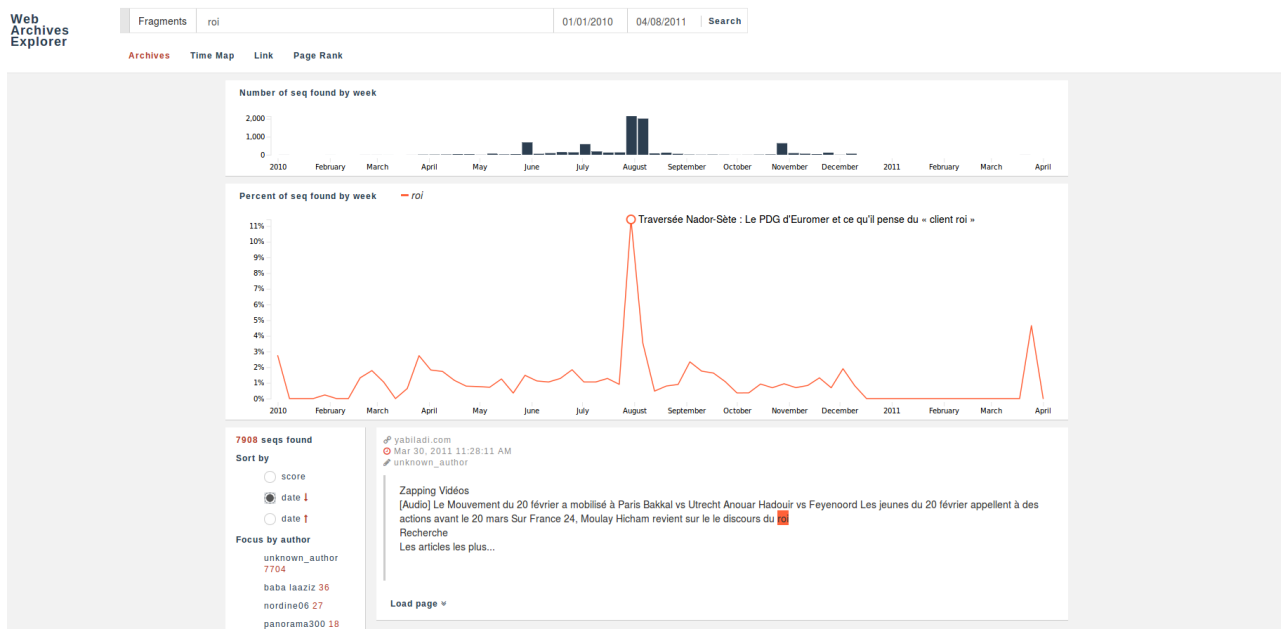 Web
Archives
Explorer
Fragments roi 01/01/2010 04/08/2011 Search
Archives Time Map Link Page Rank
Number of seq found by week
2,000
1,000
0
2010 February March April May June July August September October November December 2011 February March April
Percent of seq found by week roi
Traversée Nador-Sète : Le PDG d'Euromer et ce qu'il pense du « client roi »
11%
10%
9%
8%
7%
6%
5%
4%
3%
2%
1%
0%
2010 February March April May June July August September October November December 2011 February March April
7908 seqs found
Sort by
score
date ↓
date ↑
Focus by author
unknown_author
7704
baba laaziz 36
nordine06 27
panorama300 18
yabiladi.com
Mar 30, 2011 11:28:11 AM
unknown_author
Zapping Vidéos
[Audio] Le Mouvement du 20 février a mobilisé à Paris Bakkal vs Utrecht Anouar Hadouir vs Feyenoord Les jeunes du 20 février appellent à des
actions avant le 20 mars Sur France 24, Moulay Hicham revient sur le le discours du roi
Recherche
Les articles les plus...
Load page